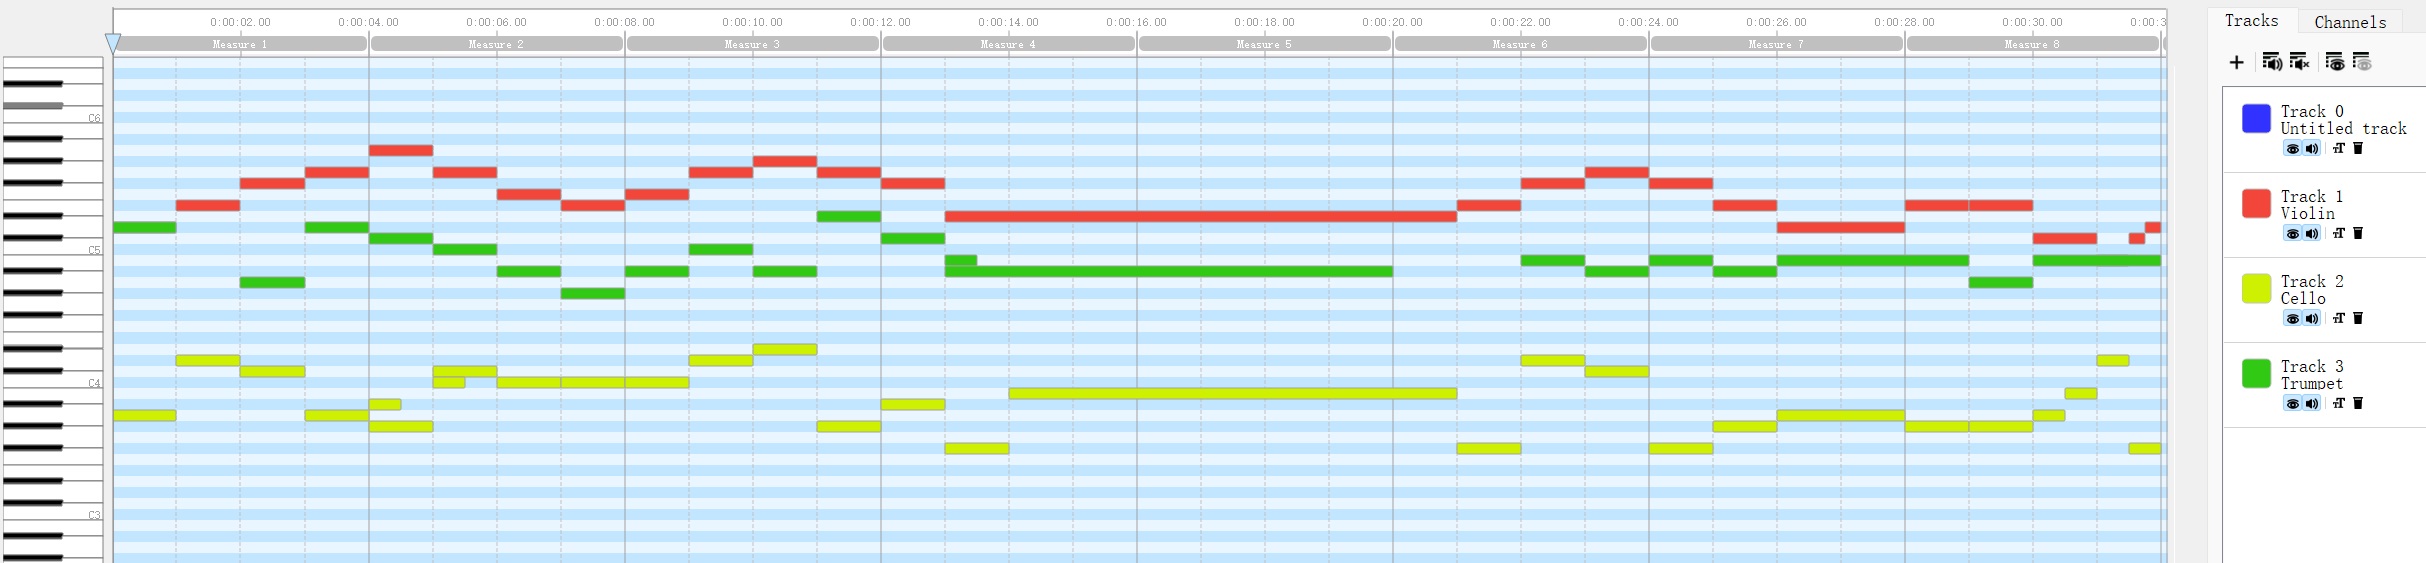 0:00:02.00 0:00:04.00 0:00:06.00 0:00:08.00 0:00:10.00 0:00:12.00 0:00:14.00 0:00:16.00 0:00:18.00 0:00:20.00 0:00:22.00 0:00:24.00 0:00:26.00 0:00:28.00 0:00:30.00 0:00:3
Measure 1 Measure 2 Measure 3 Measure 4 Measure 5 Measure 6 Measure 7 Measure 8
C6
C5
C4
C3
Tracks Channels
Track 0
Untitled track
Track 1
Violin
Track 2
Cello
Track 3
Trumpet